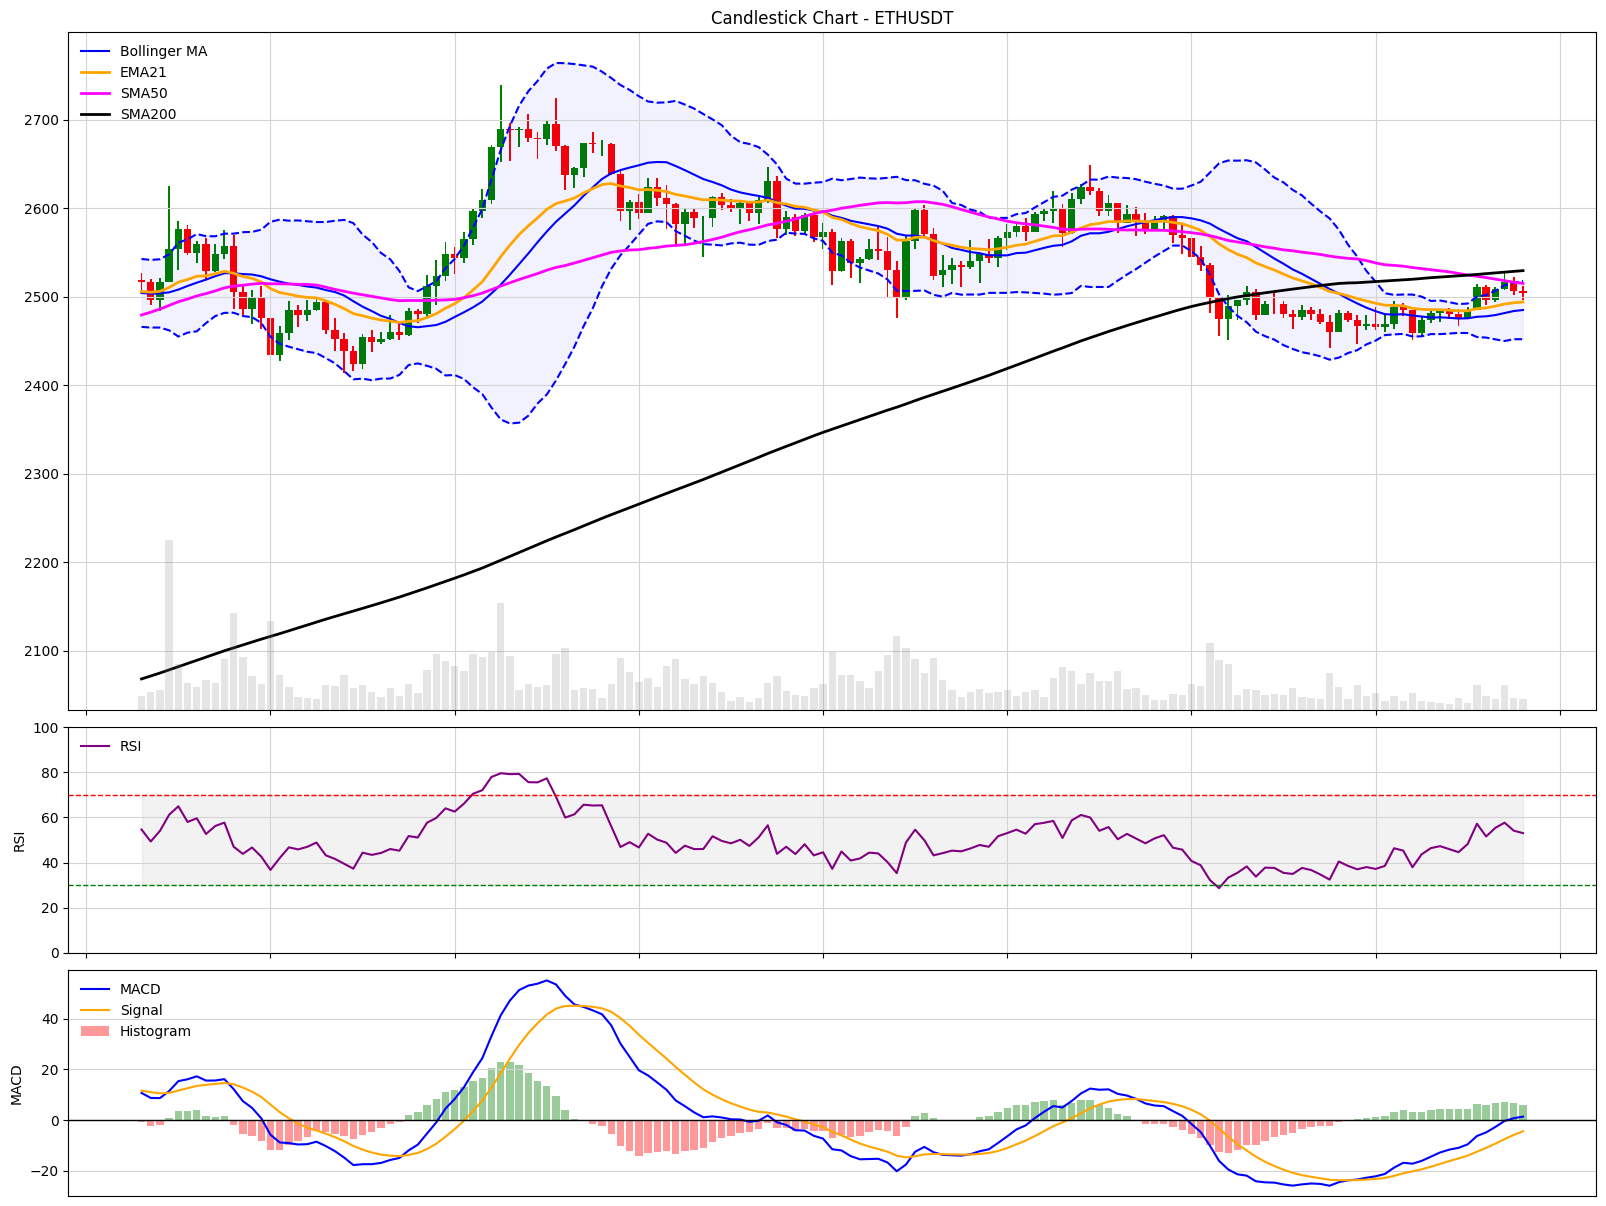 Candlestick Chart - ETHUSDT
Bollinger MA
EMA21
SMA50
SMA200
2700
2600
2500
2400
2300
2200
2100
100
80
60
40
20
0
RSI
RSI
40
20
0
−20
MACD
MACD
Signal
Histogram